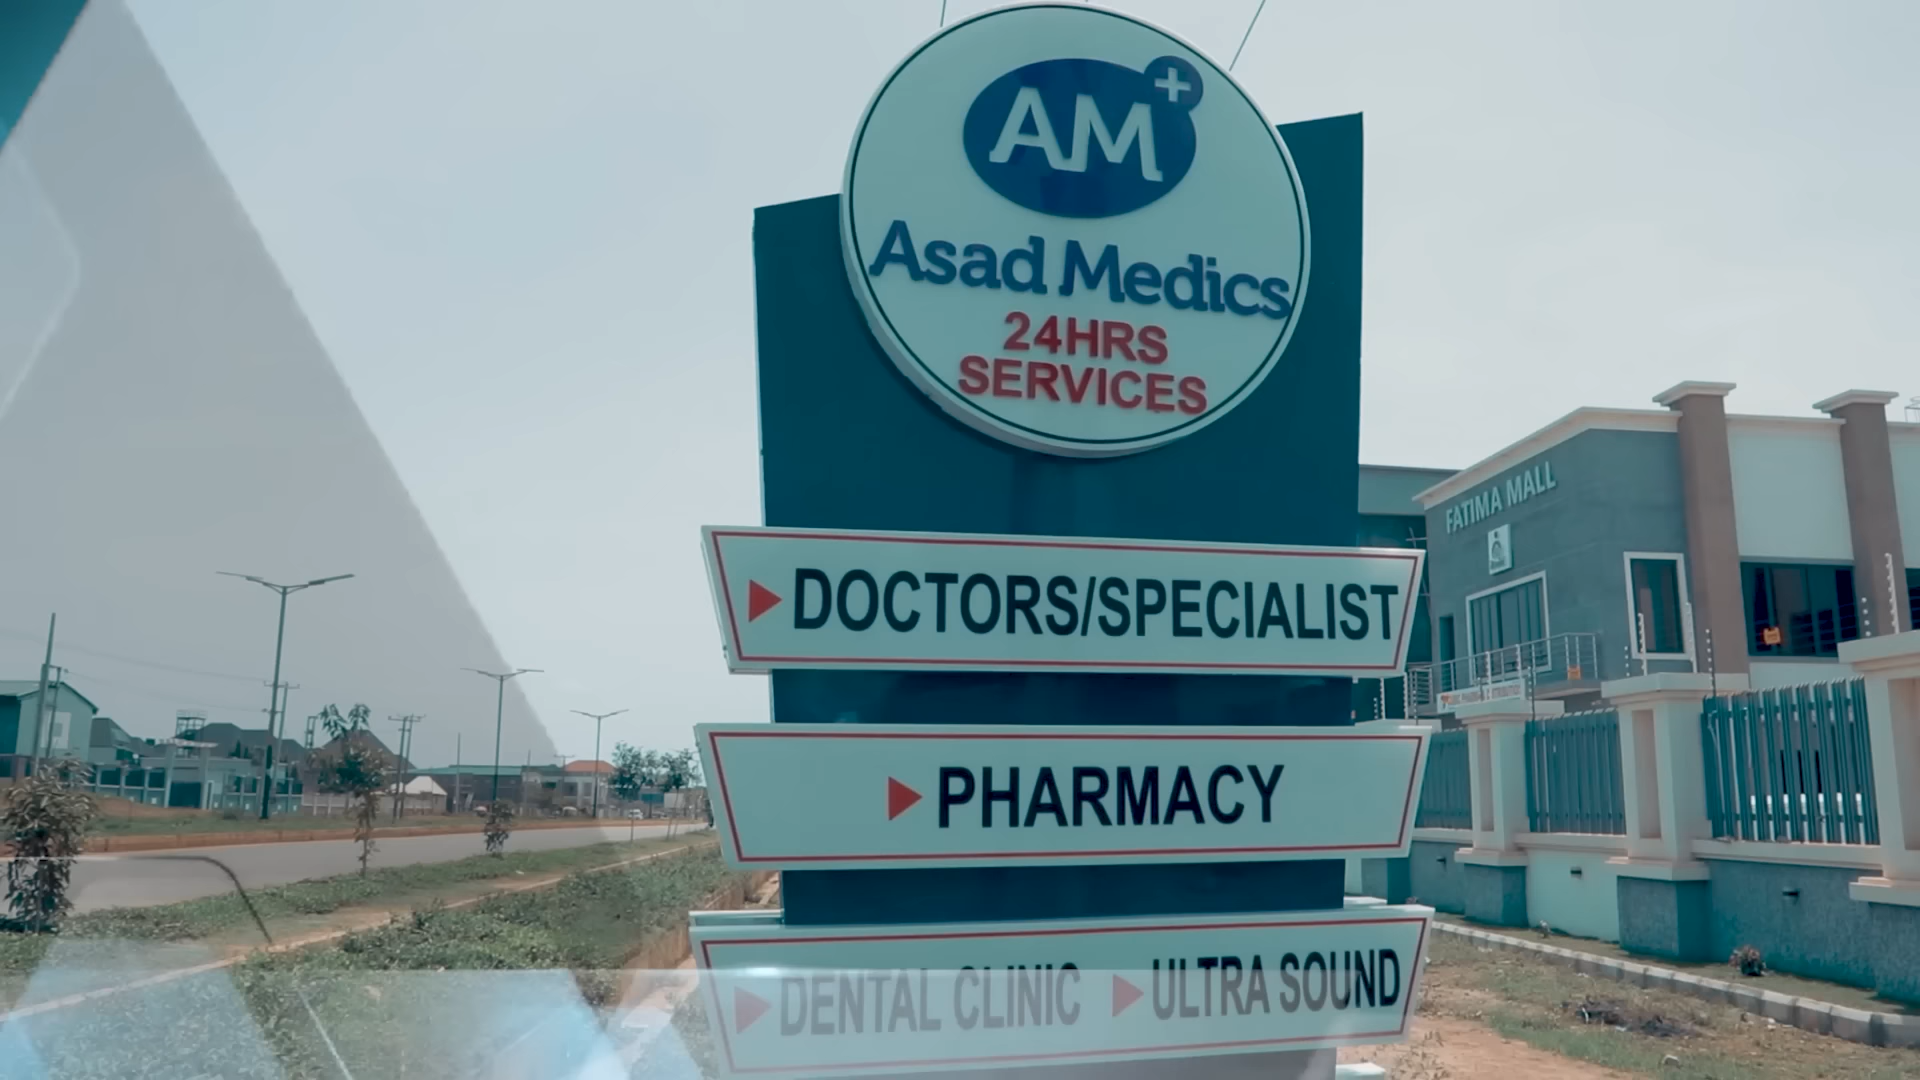 AM+
Asad Medics
24HRS
SERVICES
DOCTORS/SPECIALIST
PHARMACY
DENTAL CLINIC ULTRA SOUND
FATIMA MALL